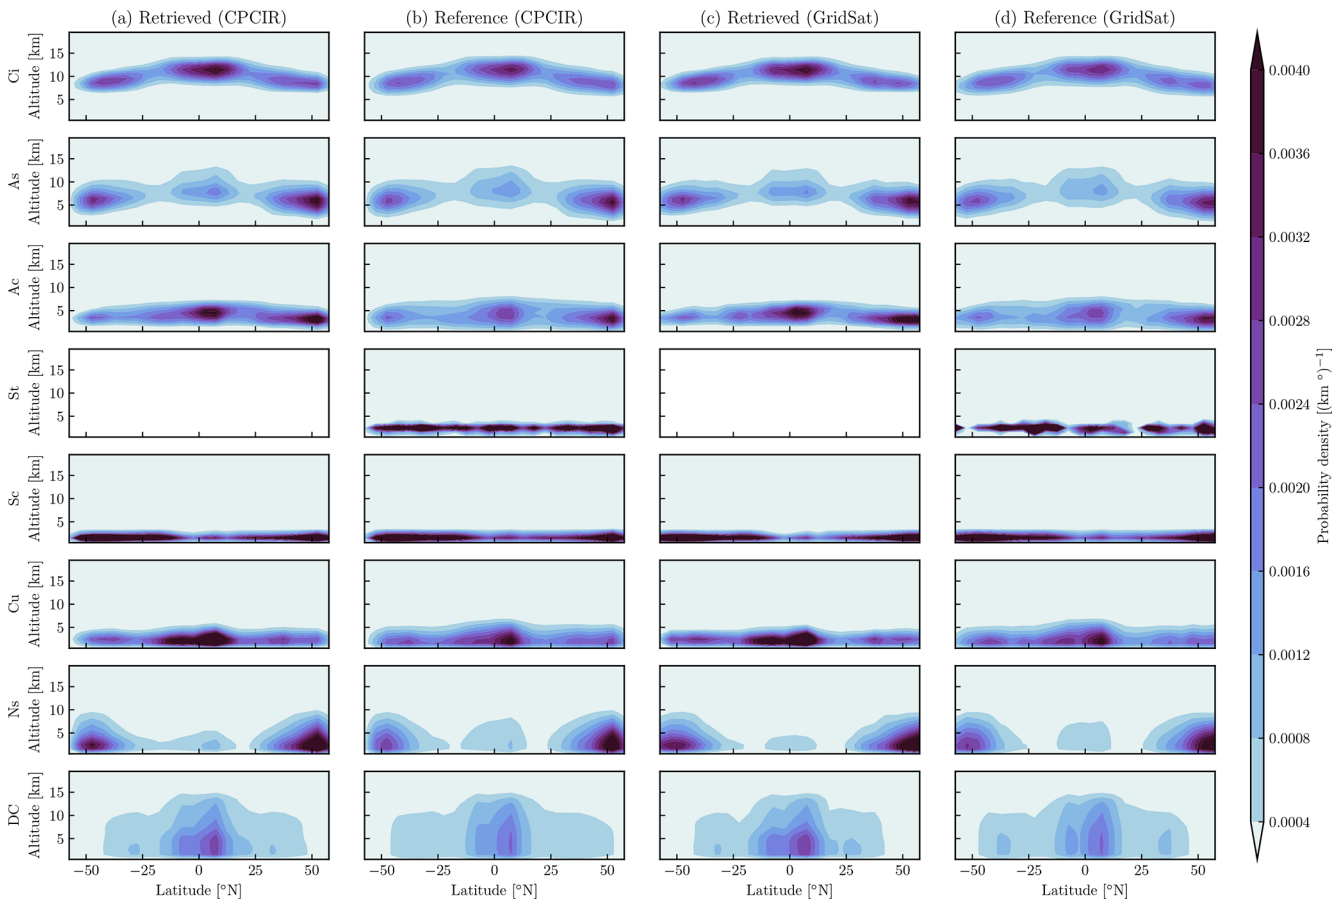 (a) Retrieved (CPCIR) (b) Reference (CPCIR) (c) Retrieved (GridSat) (d) Reference (GridSat)
Ci
Altitude [km]
15
10
5
As
Altitude [km]
15
10
5
Ac
Altitude [km]
15
10
5
St
Altitude [km]
15
10
5
Sc
Altitude [km]
15
10
5
Cu
Altitude [km]
15
10
5
Ns
Altitude [km]
15
10
5
DC
Altitude [km]
15
10
5
−50 −25 0 25 50 −50 −25 0 25 50 −50 −25 0 25 50 −50 −25 0 25 50
Latitude [°N] Latitude [°N] Latitude [°N] Latitude [°N]
0.0040
0.0036
0.0032
0.0028
0.0024
0.0020
0.0016
0.0012
0.0008
0.0004
Probability density [(km °)⁻¹]